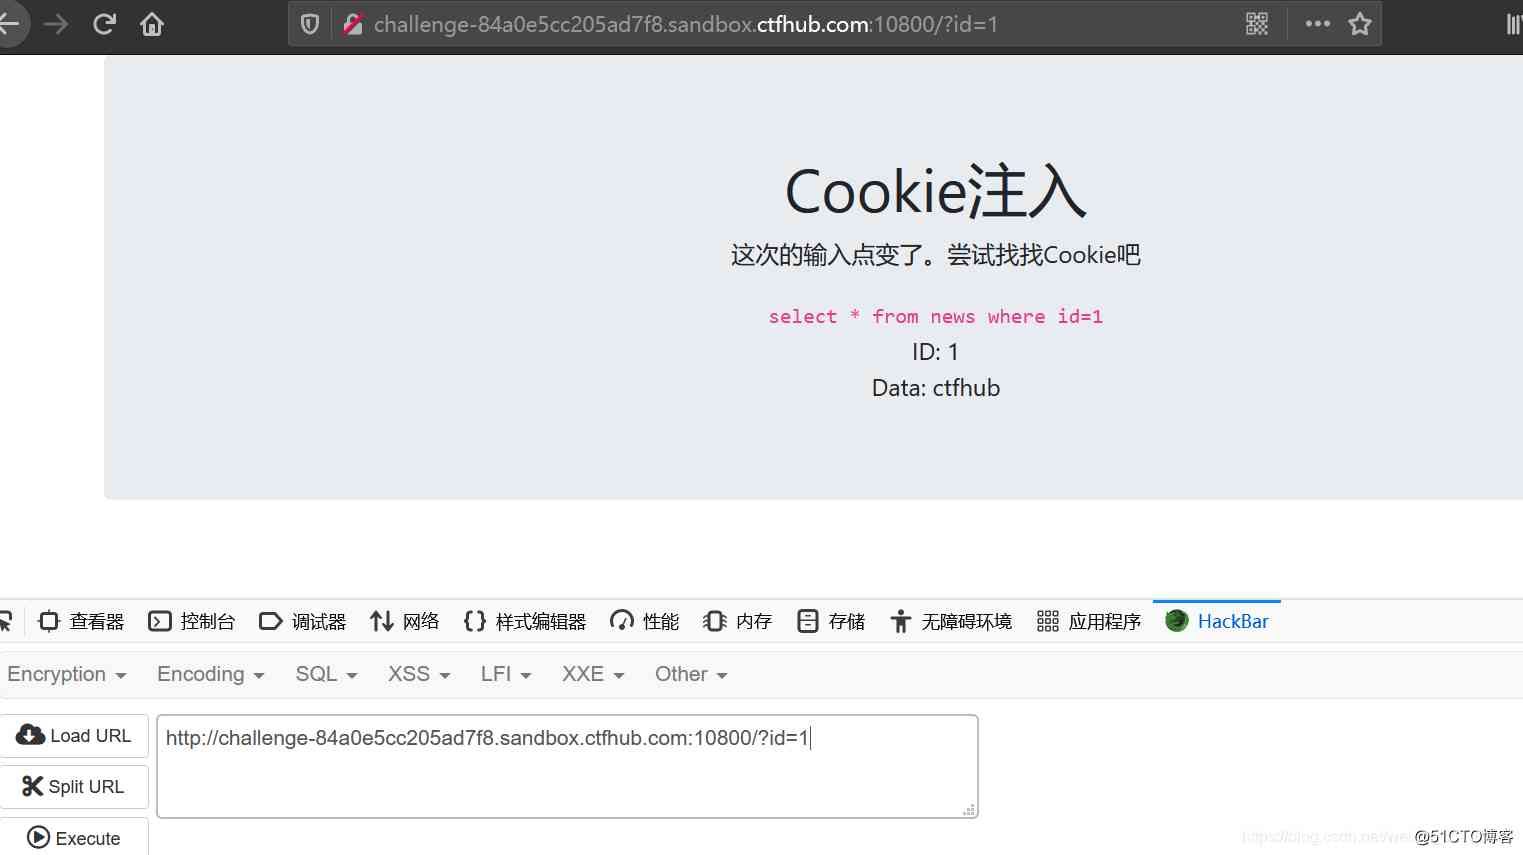 challenge-84a0e5cc205ad7f8.sandbox.ctfhub.com:10800/?id=1
Cookie注入
这次的输入点变了。尝试找找Cookie吧
select * from news where id=1
ID: 1
Data: ctfhub
查看器 控制台 调试器 网络 样式编辑器 性能 内存 存储 无障碍环境 应用程序 HackBar
Encryption Encoding SQL XSS LFI XXE Other
Load URL
http://challenge-84a0e5cc205ad7f8.sandbox.ctfhub.com:10800/?id=1
Split URL
Execute
@51CTO博客